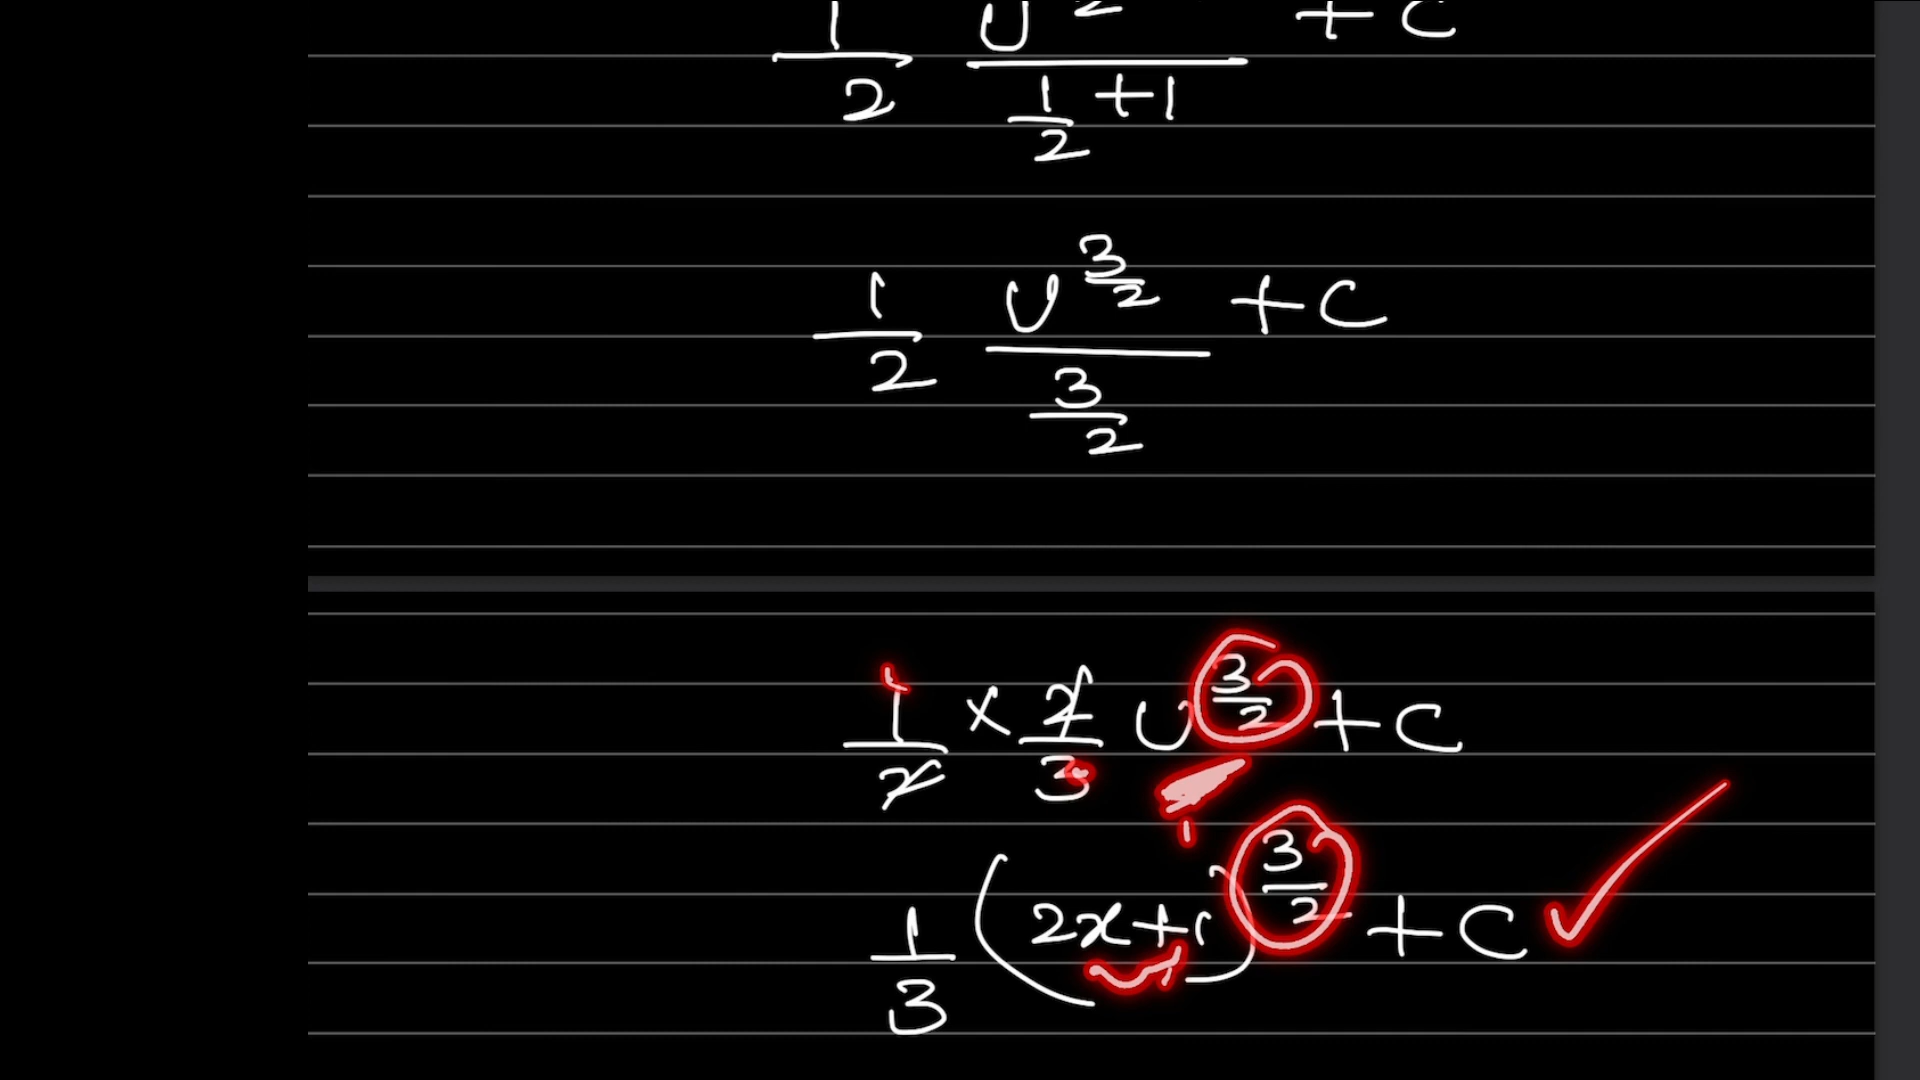 1/2 U^2 / (1/2 + 1) + C
1/2 U^(3/2) / (3/2) + C
1/2 × 2/3 U^(3/2) + C
1/3 (2x+1)^(3/2) + C